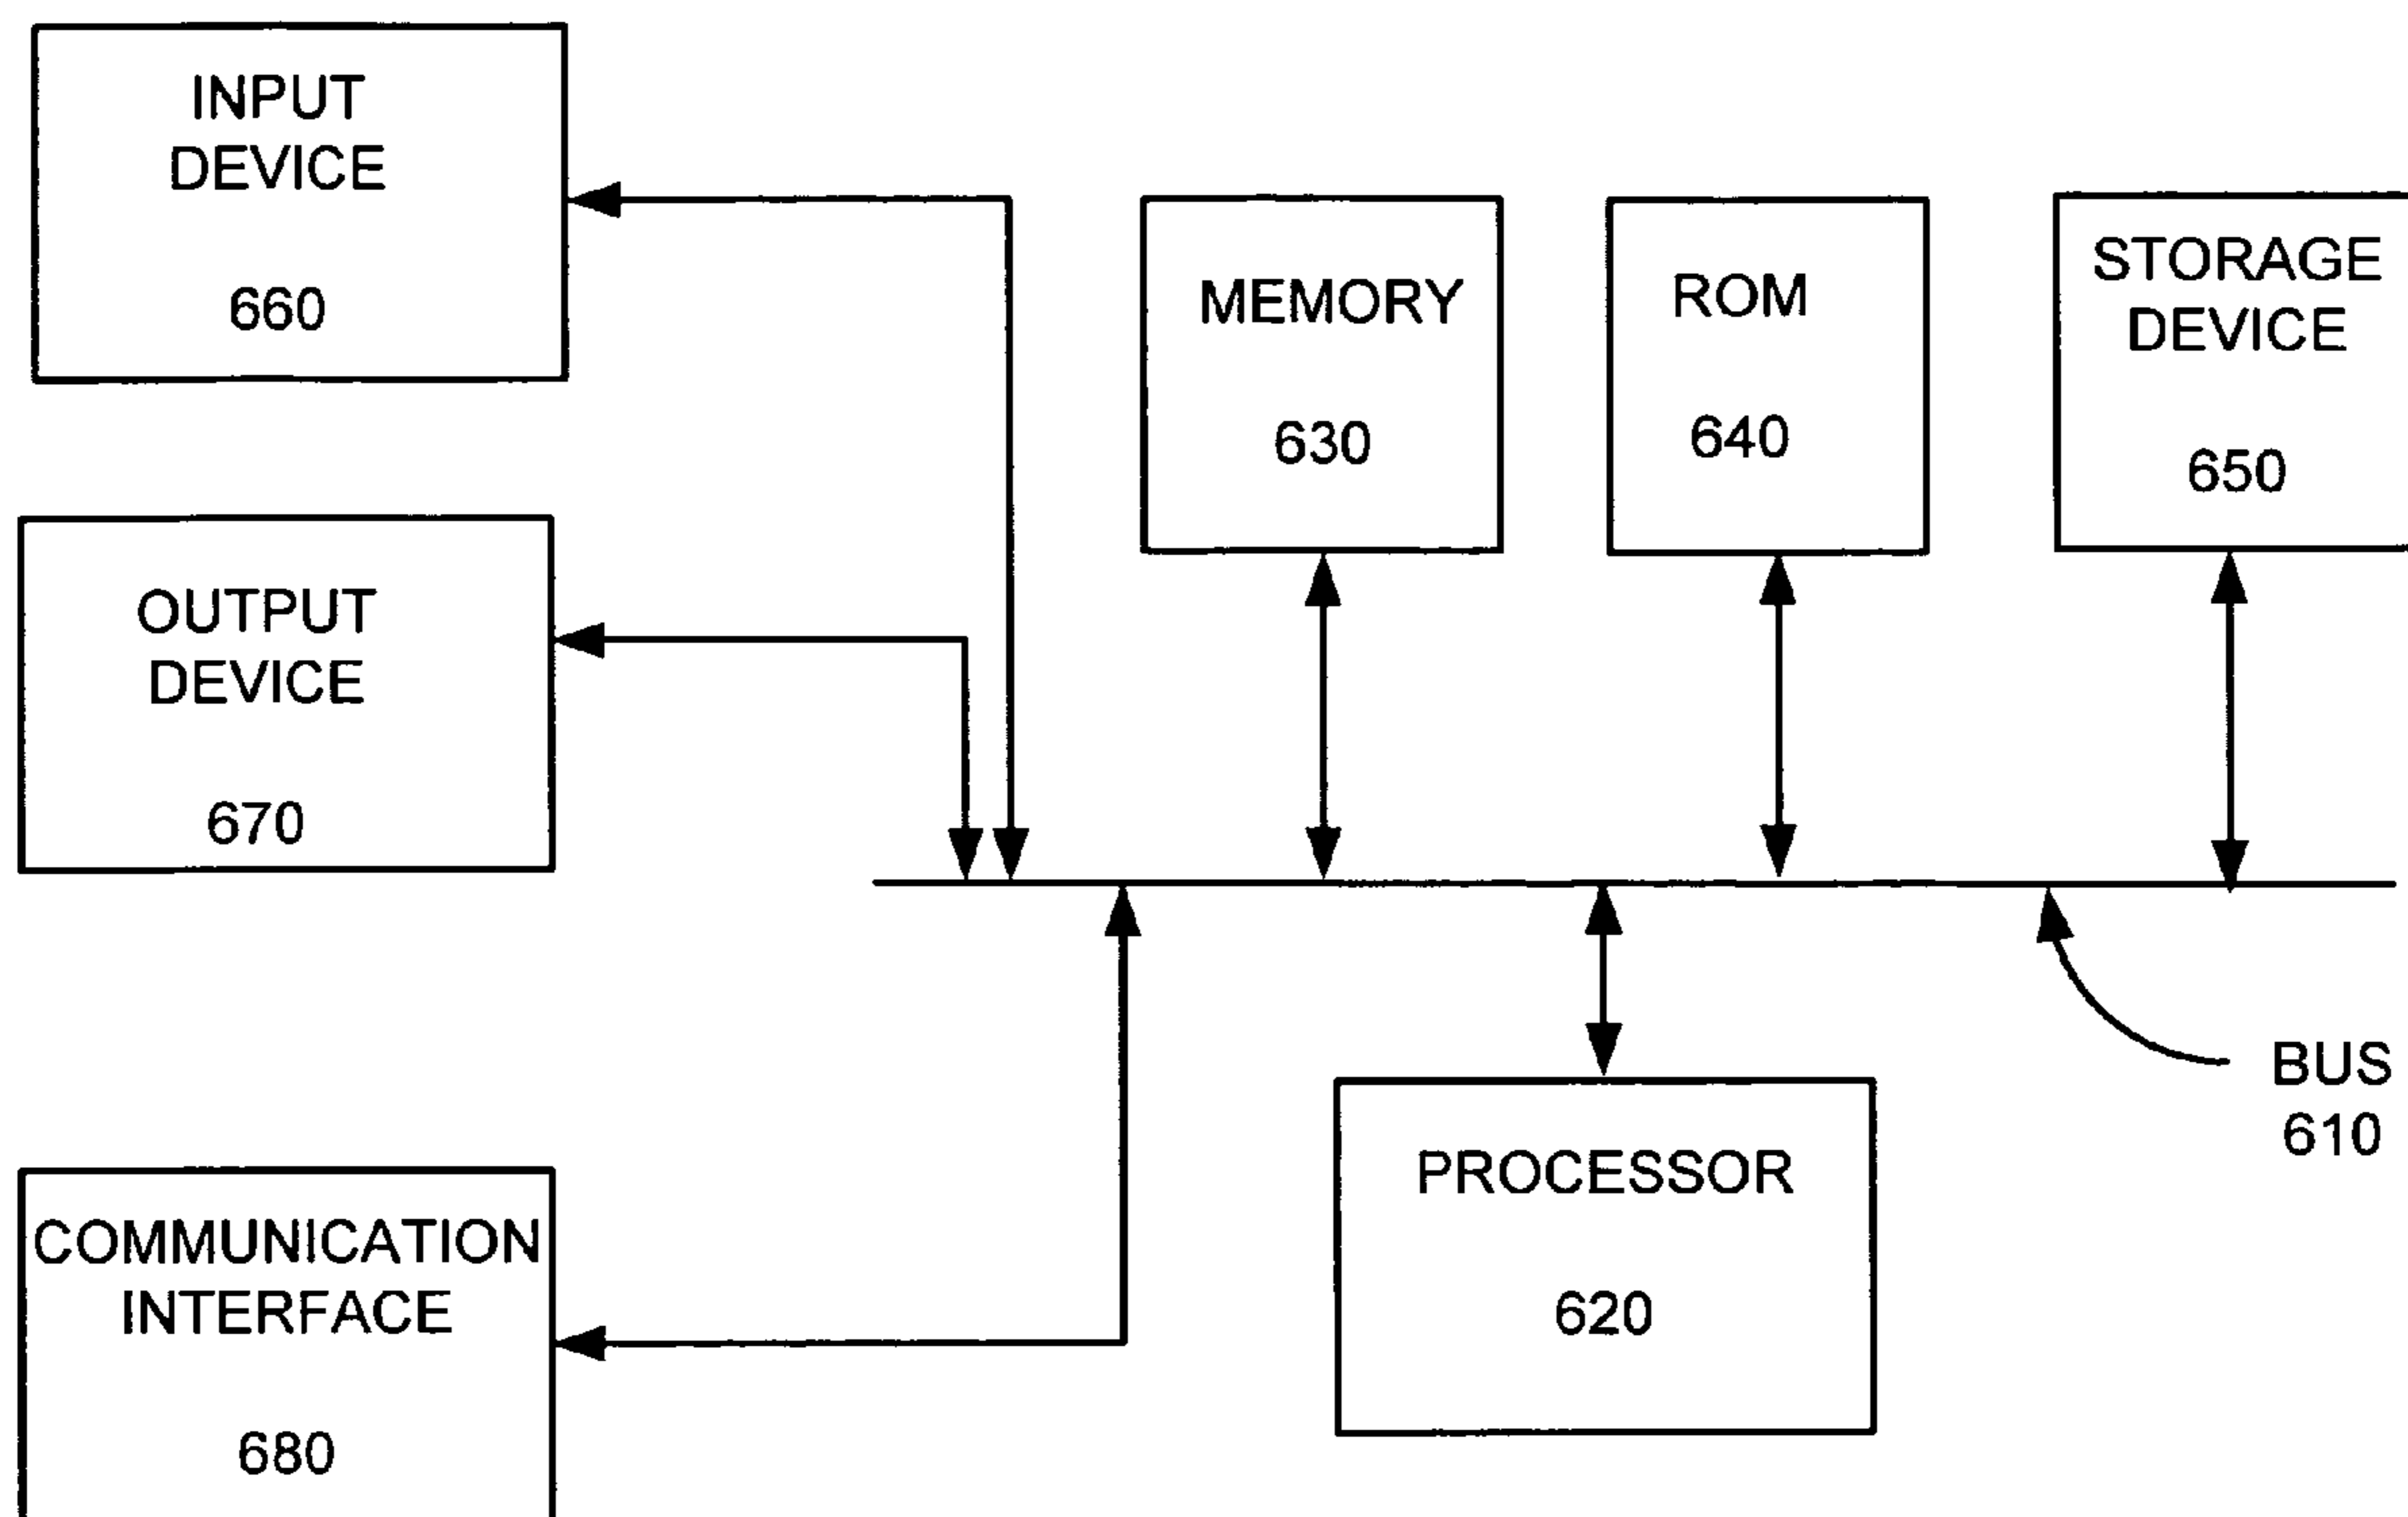 INPUT
DEVICE
660
MEMORY
630
ROM
640
STORAGE
DEVICE
650
OUTPUT
DEVICE
670
BUS
610
PROCESSOR
620
COMMUNICATION
INTERFACE
680